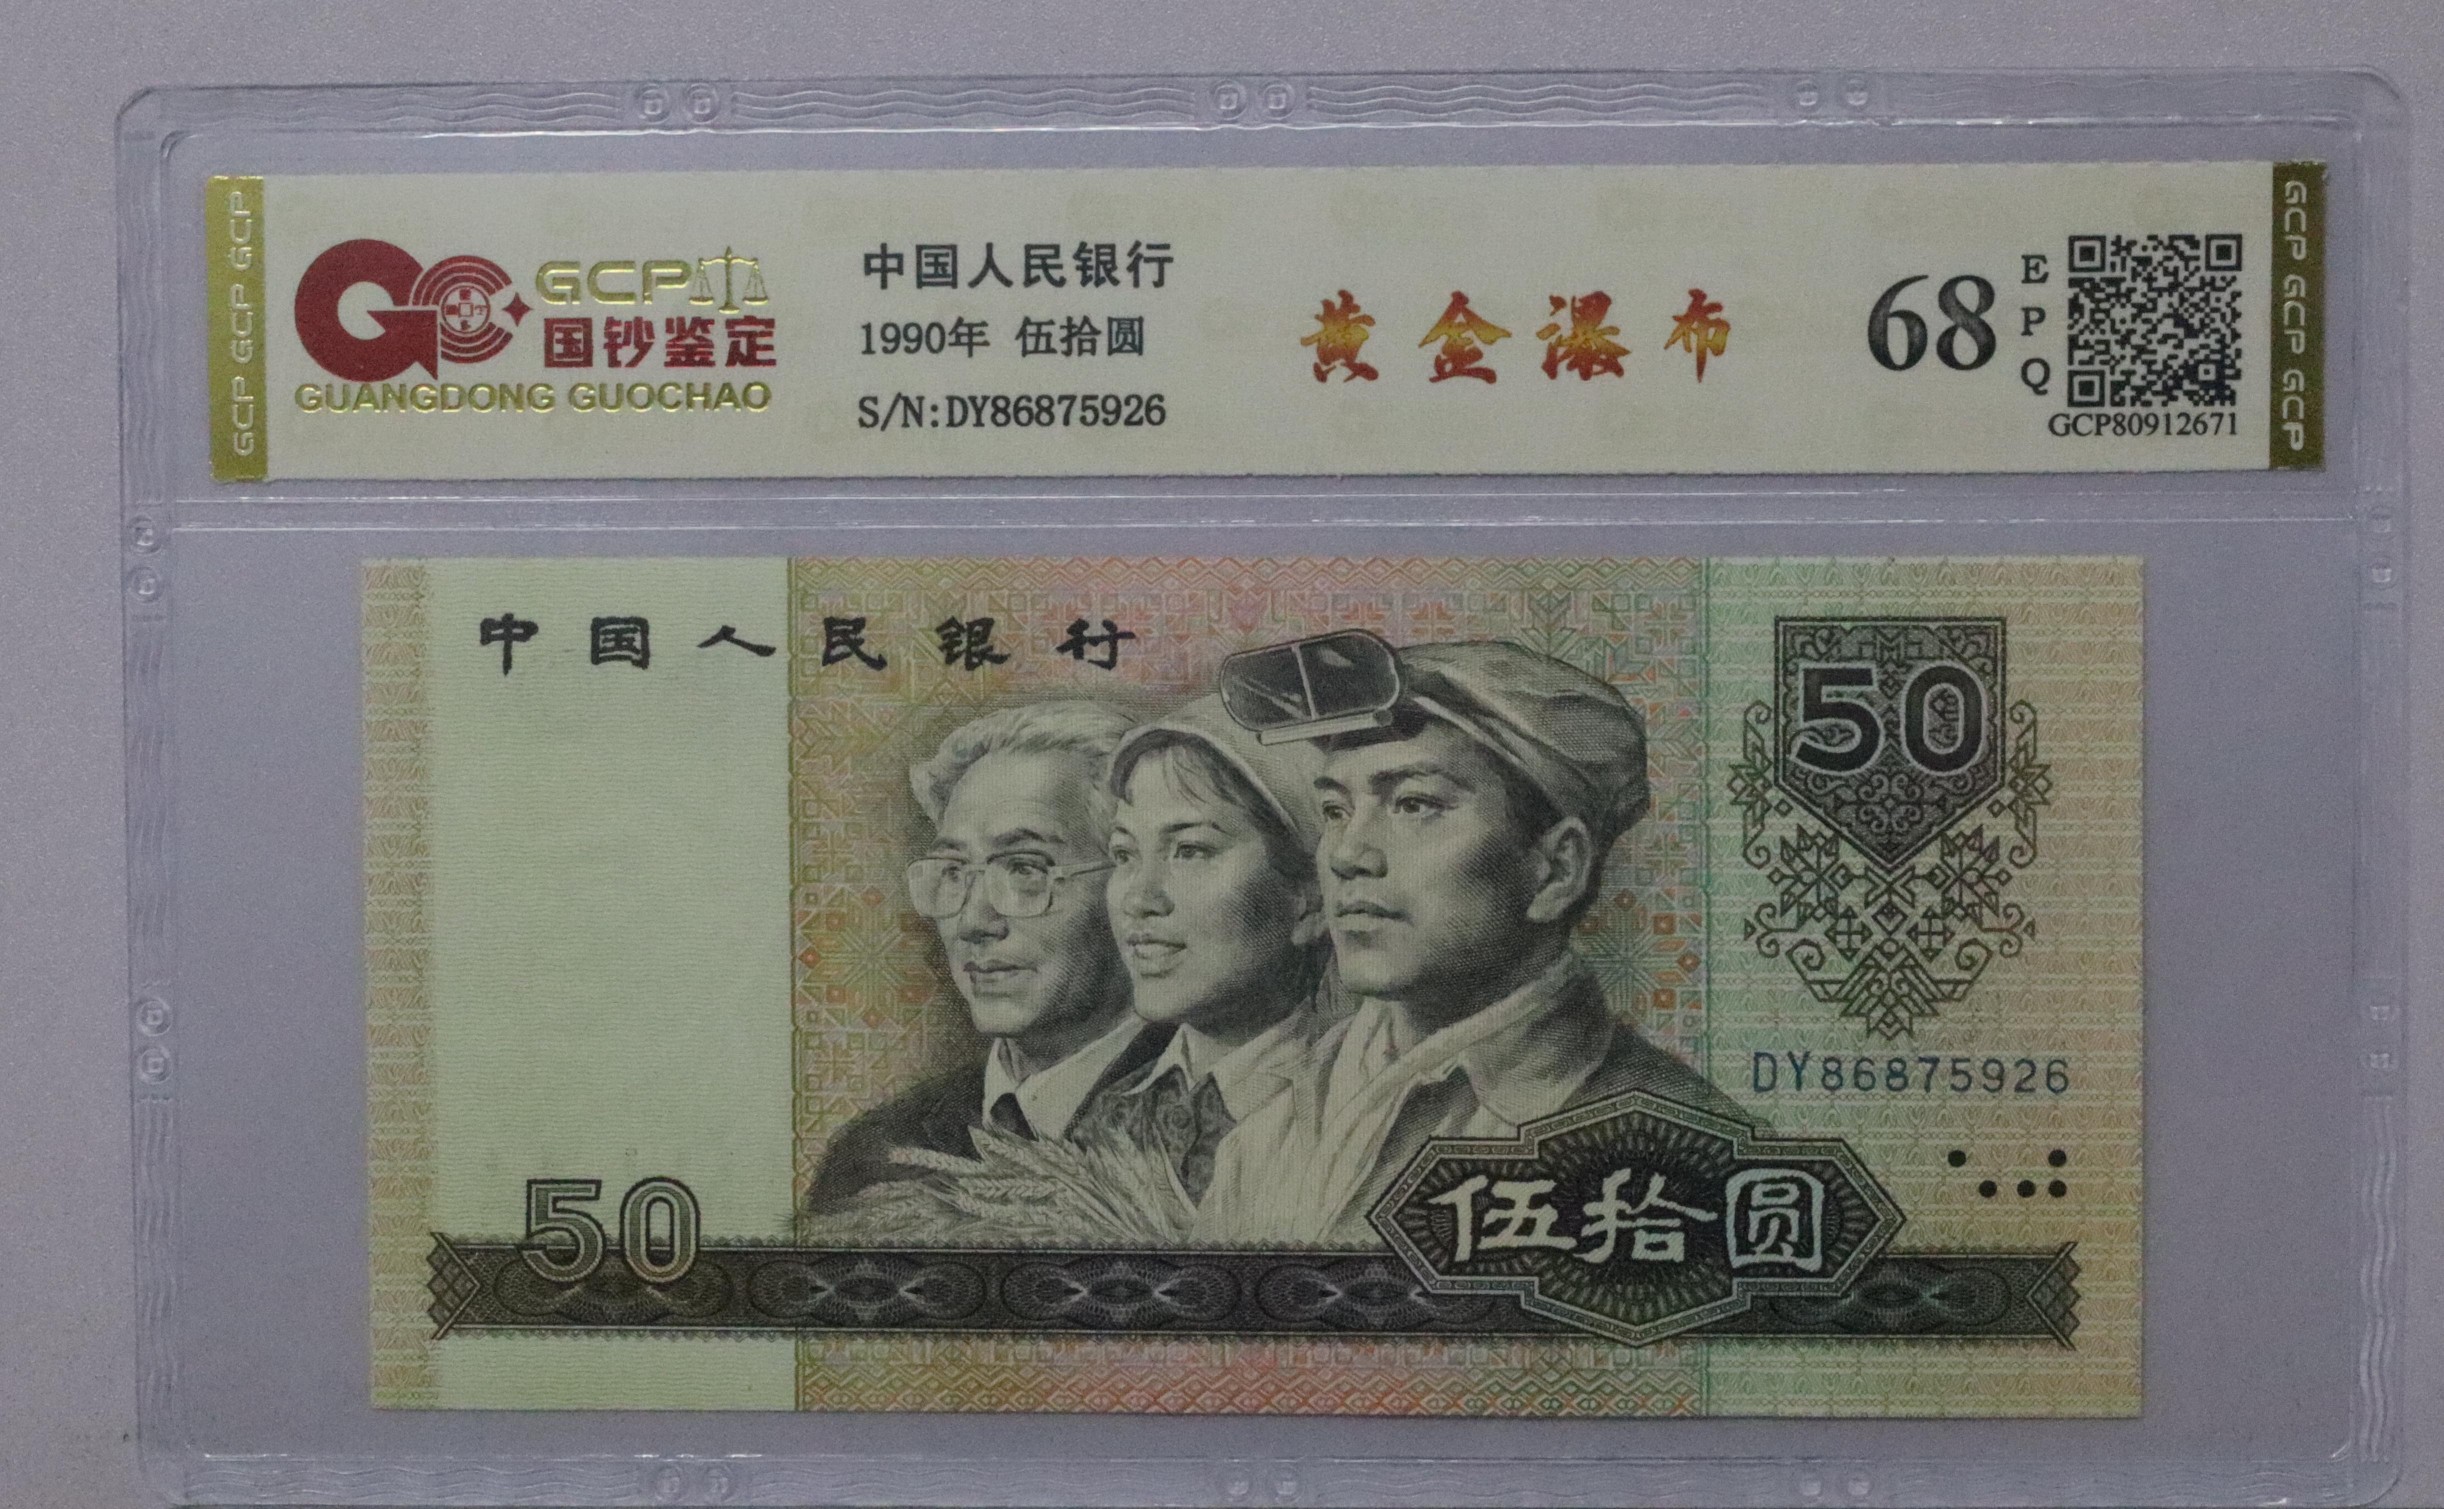 GCP GCP GCP
GCP
国钞鉴定
GUANGDONG GUOCHAO
中国人民银行
1990年 伍拾圆
S/N:DY86875926
黄金瀑布
68
EPQ
GCP80912671
GCP GCP GCP GCP
中国人民银行
50
DY86875926
50
伍拾圆